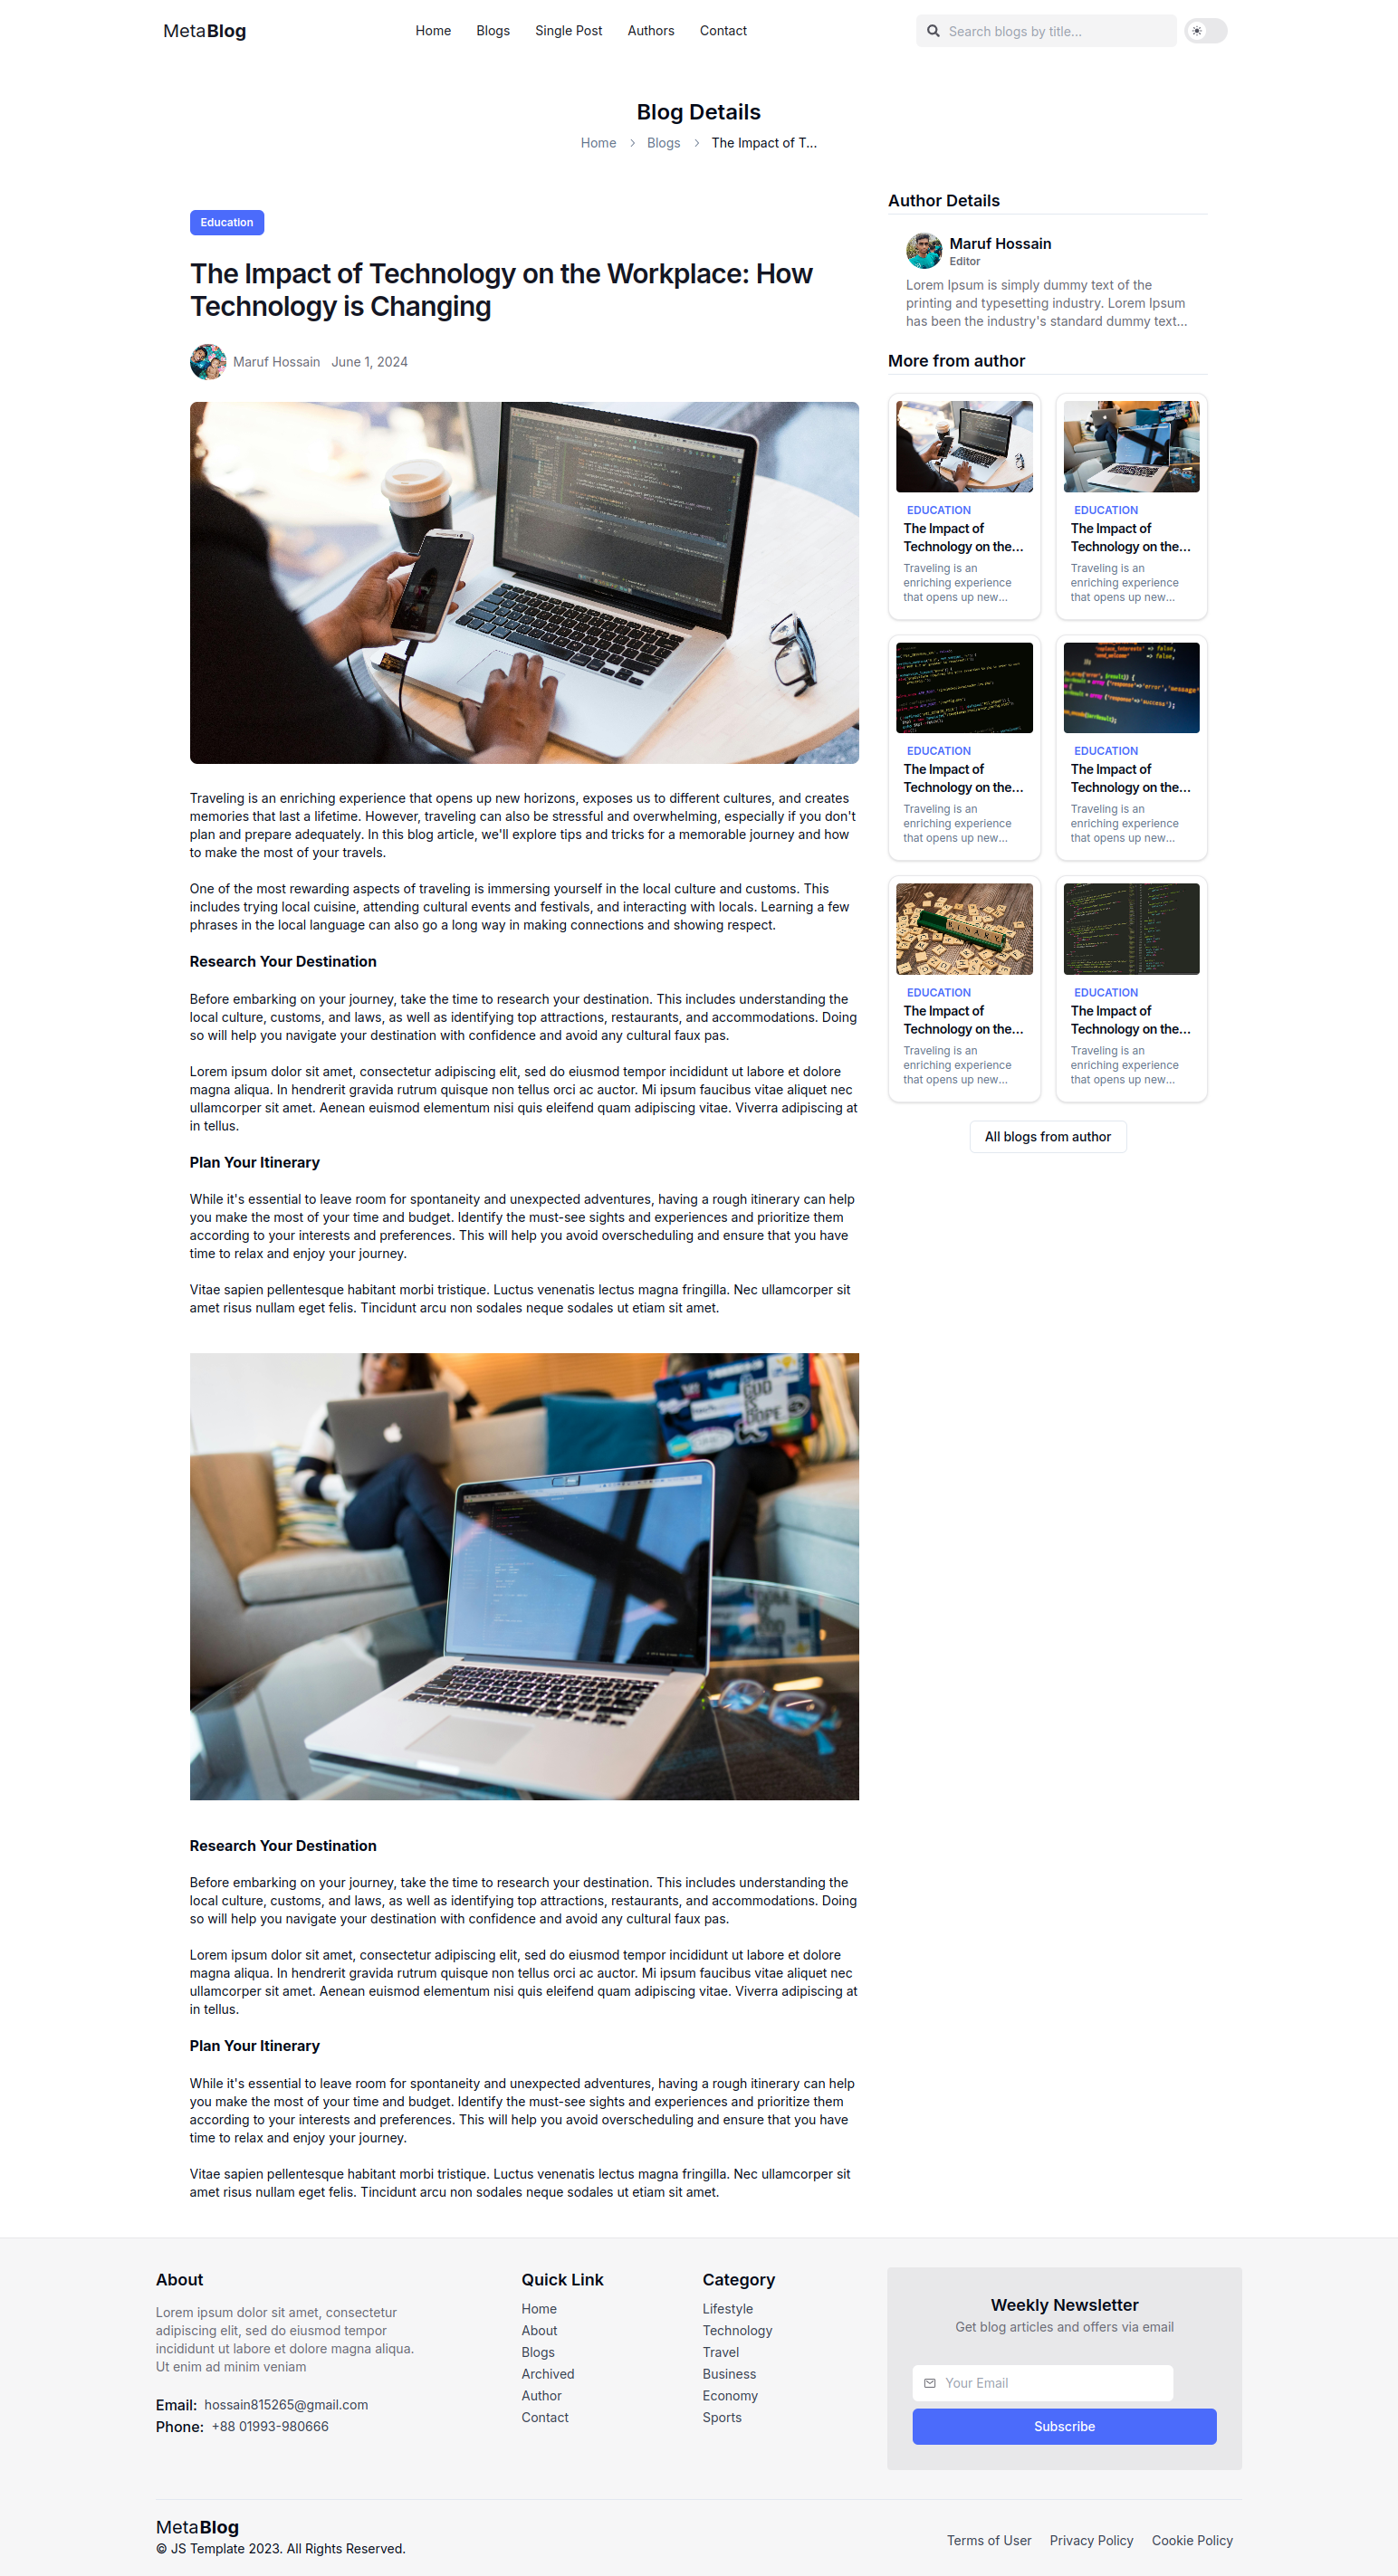 MetaBlog
Home Blogs Single Post Authors Contact
Search blogs by title...
Blog Details
Home > Blogs > The Impact of T...
Education
The Impact of Technology on the Workplace: How
Technology is Changing
Maruf Hossain June 1, 2024
Traveling is an enriching experience that opens up new horizons, exposes us to different cultures, and creates
memories that last a lifetime. However, traveling can also be stressful and overwhelming, especially if you don't
plan and prepare adequately. In this blog article, we'll explore tips and tricks for a memorable journey and how
to make the most of your travels.
One of the most rewarding aspects of traveling is immersing yourself in the local culture and customs. This
includes trying local cuisine, attending cultural events and festivals, and interacting with locals. Learning a few
phrases in the local language can also go a long way in making connections and showing respect.
Research Your Destination
Before embarking on your journey, take the time to research your destination. This includes understanding the
local culture, customs, and laws, as well as identifying top attractions, restaurants, and accommodations. Doing
so will help you navigate your destination with confidence and avoid any cultural faux pas.
Lorem ipsum dolor sit amet, consectetur adipiscing elit, sed do eiusmod tempor incididunt ut labore et dolore
magna aliqua. In hendrerit gravida rutrum quisque non tellus orci ac auctor. Mi ipsum faucibus vitae aliquet nec
ullamcorper sit amet. Aenean euismod elementum nisi quis eleifend quam adipiscing vitae. Viverra adipiscing at
in tellus.
Plan Your Itinerary
While it's essential to leave room for spontaneity and unexpected adventures, having a rough itinerary can help
you make the most of your time and budget. Identify the must-see sights and experiences and prioritize them
according to your interests and preferences. This will help you avoid overscheduling and ensure that you have
time to relax and enjoy your journey.
Vitae sapien pellentesque habitant morbi tristique. Luctus venenatis lectus magna fringilla. Nec ullamcorper sit
amet risus nullam eget felis. Tincidunt arcu non sodales neque sodales ut etiam sit amet.
Research Your Destination
Before embarking on your journey, take the time to research your destination. This includes understanding the
local culture, customs, and laws, as well as identifying top attractions, restaurants, and accommodations. Doing
so will help you navigate your destination with confidence and avoid any cultural faux pas.
Lorem ipsum dolor sit amet, consectetur adipiscing elit, sed do eiusmod tempor incididunt ut labore et dolore
magna aliqua. In hendrerit gravida rutrum quisque non tellus orci ac auctor. Mi ipsum faucibus vitae aliquet nec
ullamcorper sit amet. Aenean euismod elementum nisi quis eleifend quam adipiscing vitae. Viverra adipiscing at
in tellus.
Plan Your Itinerary
While it's essential to leave room for spontaneity and unexpected adventures, having a rough itinerary can help
you make the most of your time and budget. Identify the must-see sights and experiences and prioritize them
according to your interests and preferences. This will help you avoid overscheduling and ensure that you have
time to relax and enjoy your journey.
Vitae sapien pellentesque habitant morbi tristique. Luctus venenatis lectus magna fringilla. Nec ullamcorper sit
amet risus nullam eget felis. Tincidunt arcu non sodales neque sodales ut etiam sit amet.
Author Details
Maruf Hossain
Editor
Lorem Ipsum is simply dummy text of the
printing and typesetting industry. Lorem Ipsum
has been the industry's standard dummy text...
More from author
EDUCATION
The Impact of
Technology on the...
Traveling is an
enriching experience
that opens up new...
EDUCATION
The Impact of
Technology on the...
Traveling is an
enriching experience
that opens up new...
EDUCATION
The Impact of
Technology on the...
Traveling is an
enriching experience
that opens up new...
EDUCATION
The Impact of
Technology on the...
Traveling is an
enriching experience
that opens up new...
BINARY
EDUCATION
The Impact of
Technology on the...
Traveling is an
enriching experience
that opens up new...
EDUCATION
The Impact of
Technology on the...
Traveling is an
enriching experience
that opens up new...
All blogs from author
About
Lorem ipsum dolor sit amet, consectetur
adipiscing elit, sed do eiusmod tempor
incididunt ut labore et dolore magna aliqua.
Ut enim ad minim veniam
Email: hossain815265@gmail.com
Phone: +88 01993-980666
Quick Link
Home
About
Blogs
Archived
Author
Contact
Category
Lifestyle
Technology
Travel
Business
Economy
Sports
Weekly Newsletter
Get blog articles and offers via email
Your Email
Subscribe
MetaBlog
© JS Template 2023. All Rights Reserved.
Terms of User Privacy Policy Cookie Policy